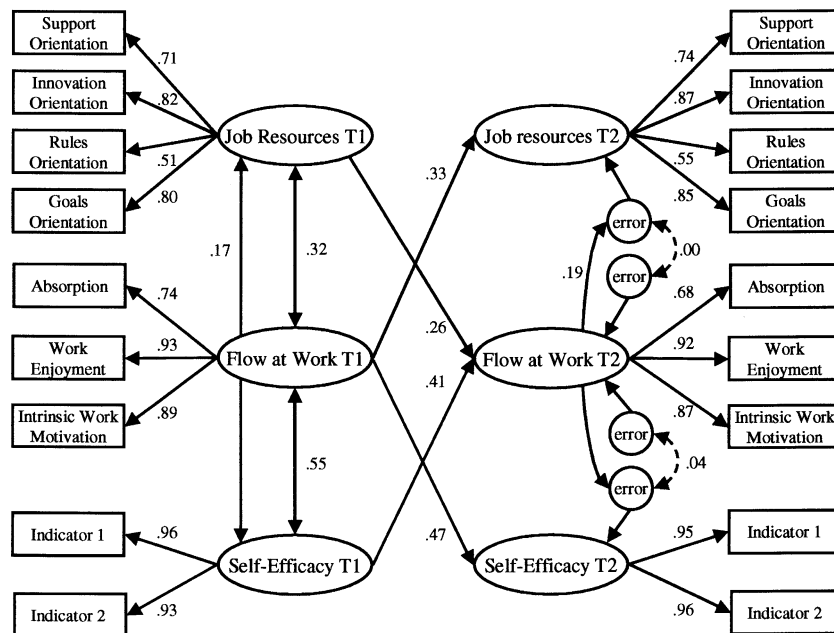 Support
Orientation
Innovation
Orientation
Rules
Orientation
Goals
Orientation
Absorption
Work
Enjoyment
Intrinsic Work
Motivation
Indicator 1
Indicator 2
.71
.82
.51
.80
.74
.93
.89
.96
.93
Job Resources T1
Flow at Work T1
Self-Efficacy T1
.17
.32
.55
.33
.26
.41
.47
Job resources T2
Flow at Work T2
Self-Efficacy T2
error
error
error
error
.19
.00
.04
.74
.87
.55
.85
.68
.92
.87
.95
.96
Support
Orientation
Innovation
Orientation
Rules
Orientation
Goals
Orientation
Absorption
Work
Enjoyment
Intrinsic Work
Motivation
Indicator 1
Indicator 2